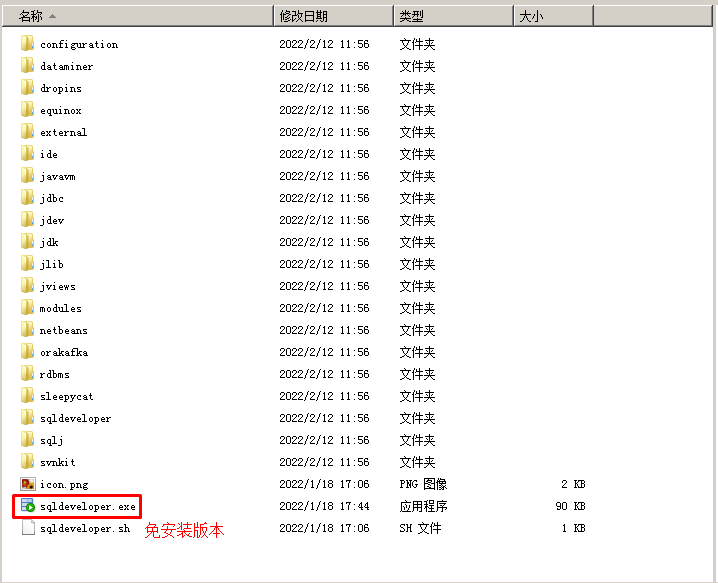 名称 修改日期 类型 大小
configuration 2022/2/12 11:56 文件夹
dataminer 2022/2/12 11:56 文件夹
dropins 2022/2/12 11:56 文件夹
equinox 2022/2/12 11:56 文件夹
external 2022/2/12 11:56 文件夹
ide 2022/2/12 11:56 文件夹
javavm 2022/2/12 11:56 文件夹
jdbc 2022/2/12 11:56 文件夹
jdev 2022/2/12 11:56 文件夹
jdk 2022/2/12 11:56 文件夹
jlib 2022/2/12 11:56 文件夹
jviews 2022/2/12 11:56 文件夹
modules 2022/2/12 11:56 文件夹
netbeans 2022/2/12 11:56 文件夹
orakafka 2022/2/12 11:56 文件夹
rdbms 2022/2/12 11:56 文件夹
sleepycat 2022/2/12 11:56 文件夹
sqldeveloper 2022/2/12 11:56 文件夹
sqlj 2022/2/12 11:56 文件夹
svnkit 2022/2/12 11:56 文件夹
icon.png 2022/1/18 17:06 PNG 图像 2 KB
sqldeveloper.exe 2022/1/18 17:44 应用程序 90 KB
sqldeveloper.sh 免安装版本 2022/1/18 17:06 SH 文件 1 KB